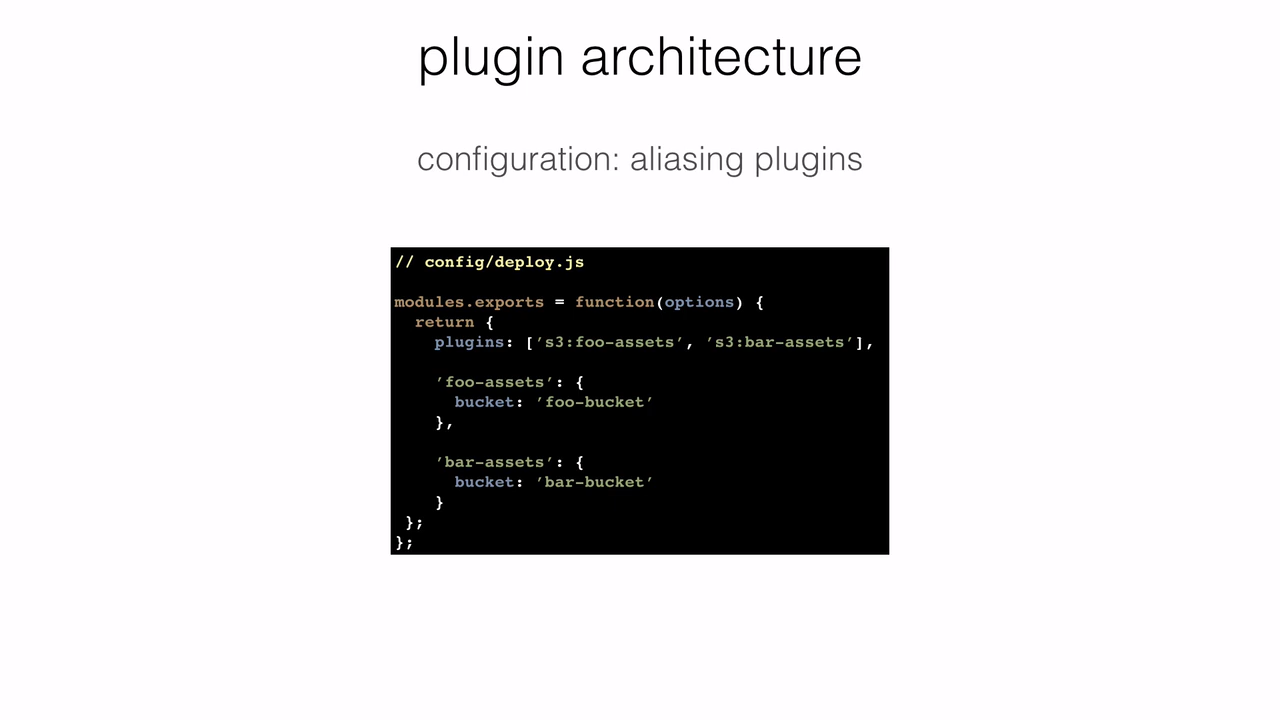 plugin architecture
configuration: aliasing plugins
// config/deploy.js
modules.exports = function(options) {
return {
plugins: [’s3:foo-assets’, ’s3:bar-assets’],
’foo-assets’: {
bucket: ’foo-bucket’
},
’bar-assets’: {
bucket: ’bar-bucket’
}
};
};